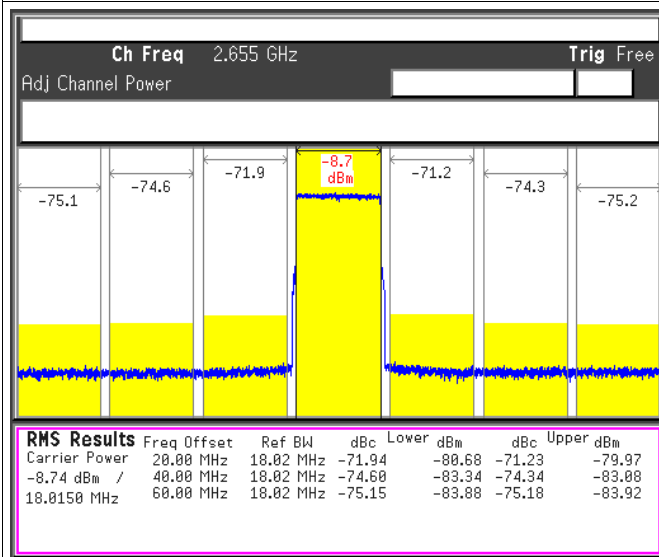 Ch Freq 2.655 GHz Trig Free
Adj Channel Power
-75.1 -74.6 -71.9 -8.7 dBm -71.2 -74.3 -75.2
RMS Results Freq Offset Ref BW dBc Lower dBm dBc Upper dBm
Carrier Power 20.00 MHz 18.02 MHz -71.94 -80.68 -71.23 -79.97
-8.74 dBm / 40.00 MHz 18.02 MHz -74.60 -83.34 -74.34 -83.08
18.0150 MHz 60.00 MHz 18.02 MHz -75.15 -83.88 -75.18 -83.92